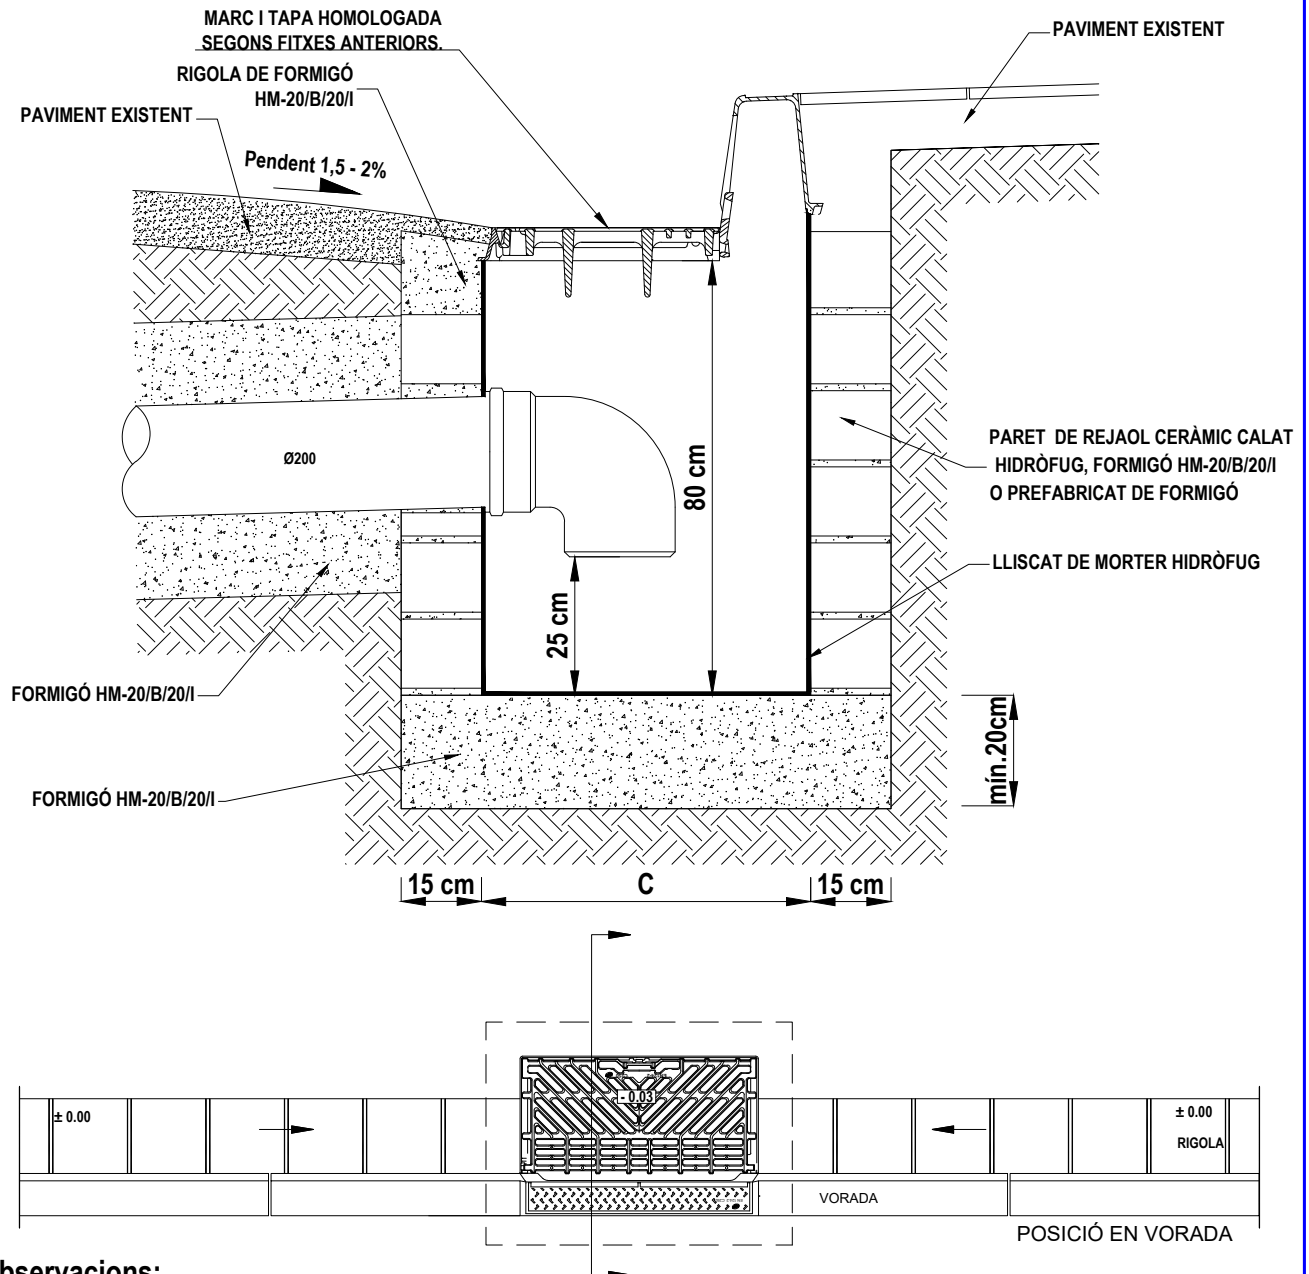 MARC I TAPA HOMOLOGADA
SEGONS FITXES ANTERIORS.
PAVIMENT EXISTENT
RIGOLA DE FORMIGÓ
HM-20/B/20/I
PAVIMENT EXISTENT
Pendent 1,5 - 2%
Ø200
80 cm
PARET DE REJAOL CERÀMIC CALAT
HIDRÒFUG, FORMIGÓ HM-20/B/20/I
O PREFABRICAT DE FORMIGÓ
LLISCAT DE MORTER HIDRÒFUG
25 cm
FORMIGÓ HM-20/B/20/I
mín.20cm
FORMIGÓ HM-20/B/20/I
15 cm
C
15 cm
- 0.03
± 0.00
± 0.00
RIGOLA
VORADA
POSICIÓ EN VORADA
bservacions: